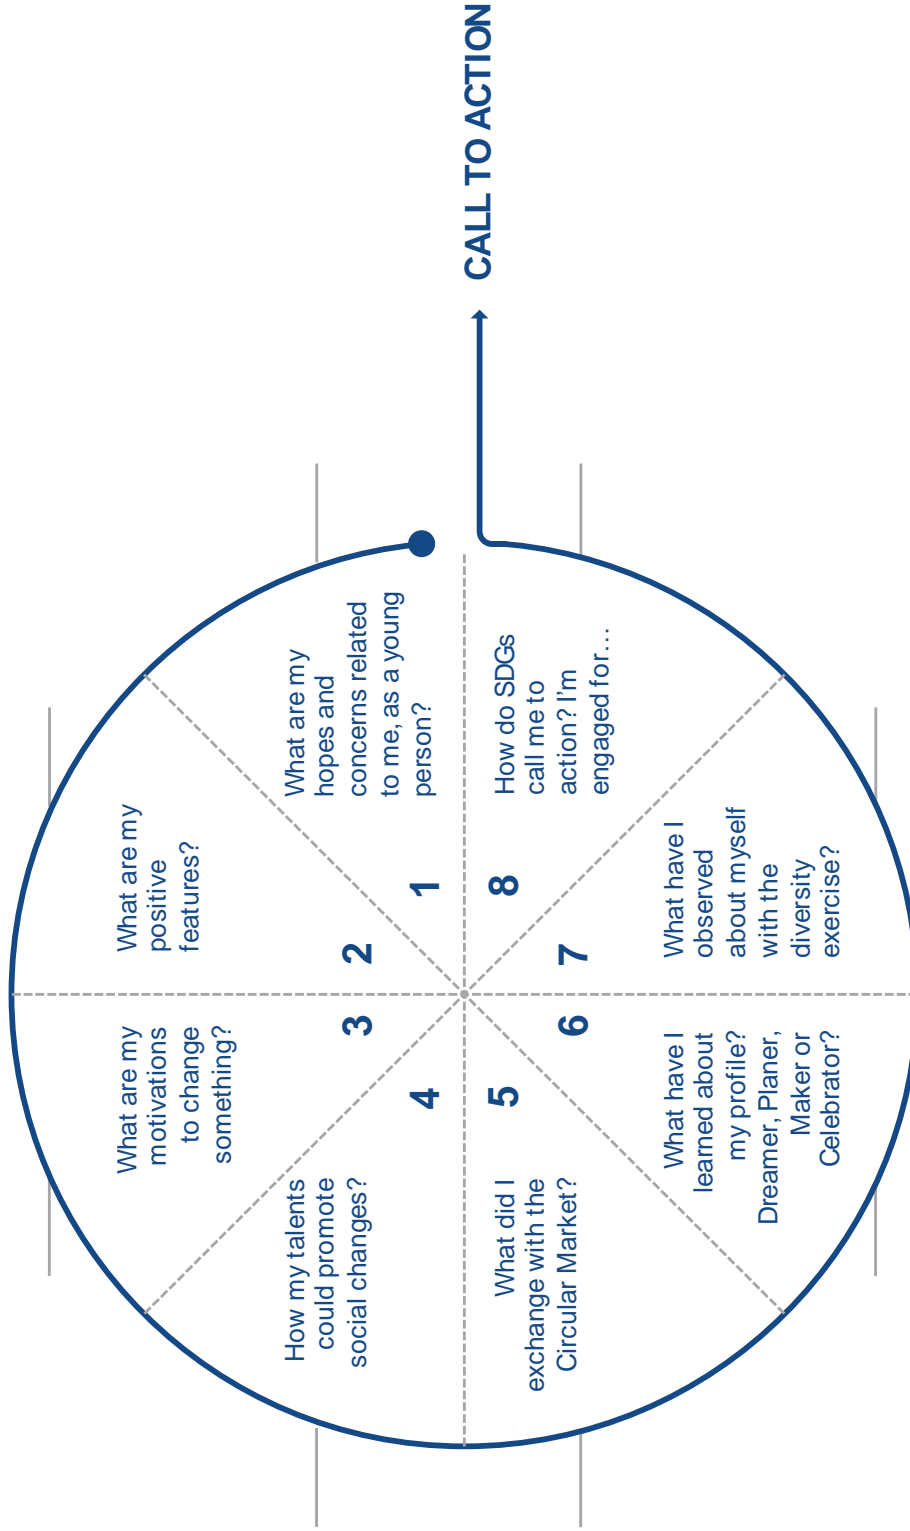 CALL TO ACTION
1
What are my
hopes and
concerns related
to me, as a young
person?
2
What are my
positive
features?
3
What are my
motivations
to change
something?
4
How my talents
could promote
social changes?
5
What did I
exchange with the
Circular Market?
6
What have I
learned about
my profile?
Dreamer, Planer,
Maker or
Celebrator?
7
What have I
observed
about myself
with the
diversity
exercise?
8
How do SDGs
call me to
action? I'm
engaged for…